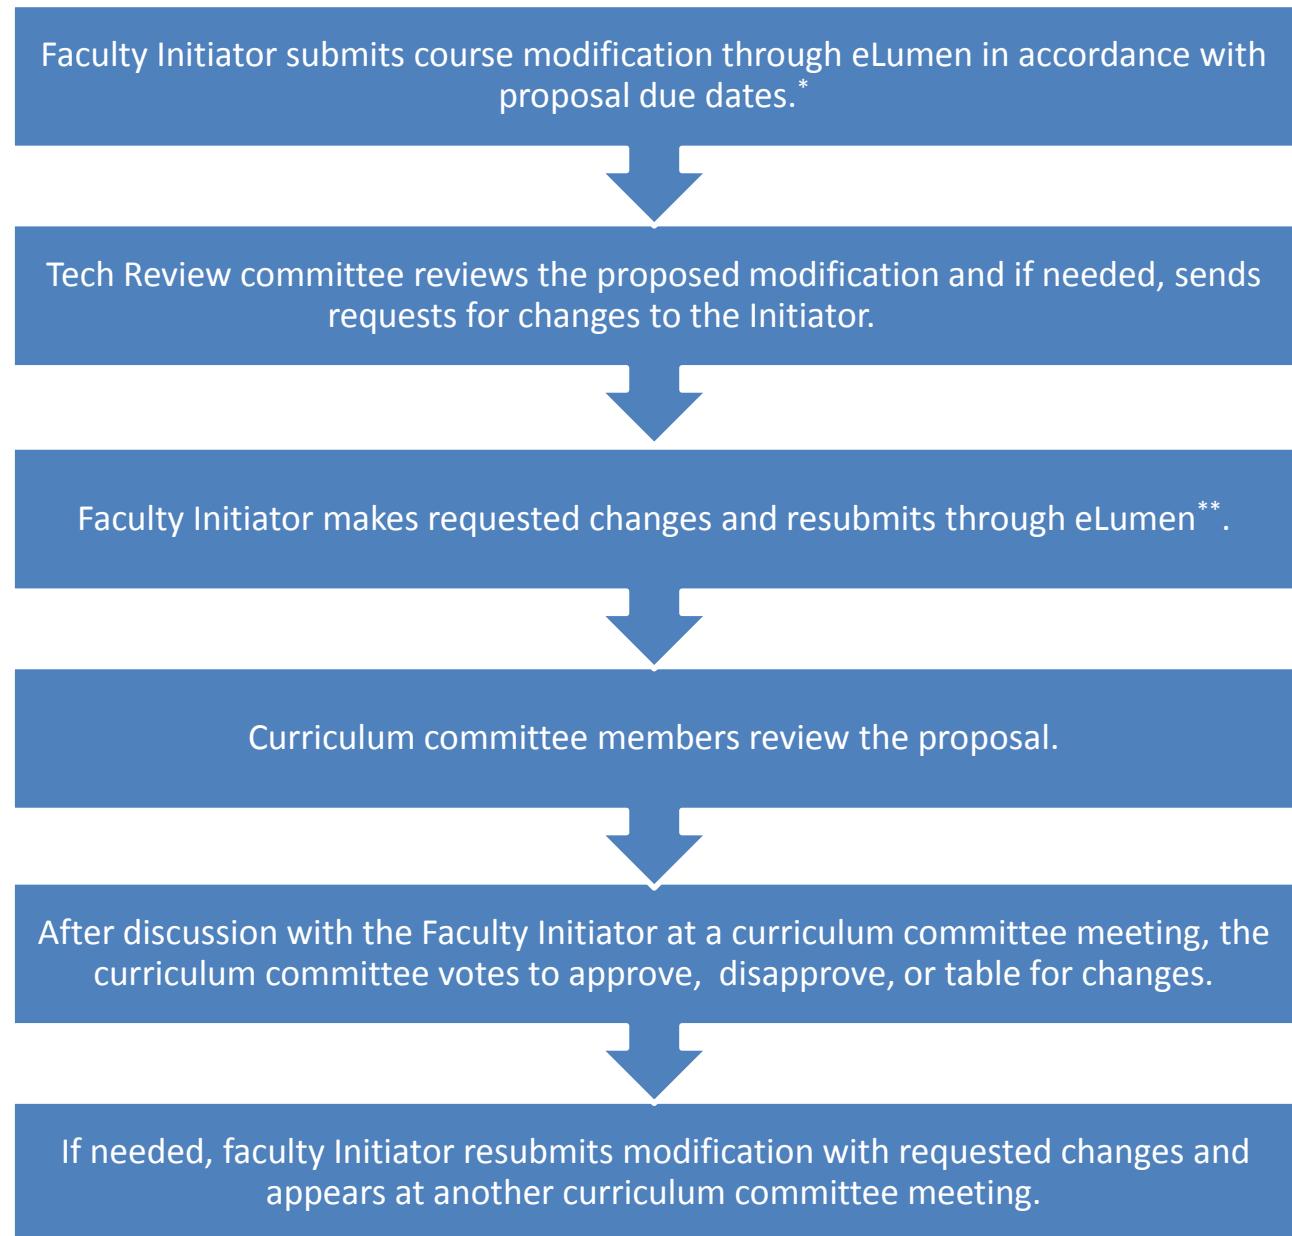 Faculty Initiator submits course modification through eLumen in accordance with
proposal due dates.*
Tech Review committee reviews the proposed modification and if needed, sends
requests for changes to the Initiator.
Faculty Initiator makes requested changes and resubmits through eLumen**.
Curriculum committee members review the proposal.
After discussion with the Faculty Initiator at a curriculum committee meeting, the
curriculum committee votes to approve,  disapprove, or table for changes.
If needed, faculty Initiator resubmits modification with requested changes and
appears at another curriculum committee meeting.